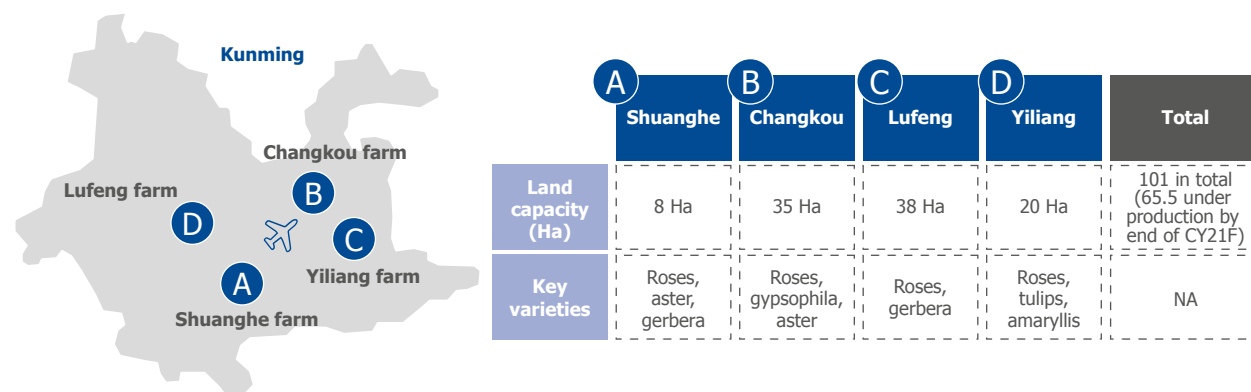 Kunming
Changkou farm
B
Lufeng farm
D
C
Yiliang farm
A
Shuanghe farm
A
B
C
D
Shuanghe
Changkou
Lufeng
Yiliang
Total
Land
capacity
(Ha)
8 Ha
35 Ha
38 Ha
20 Ha
101 in total
(65.5 under
production by
end of CY21F)
Key
varieties
Roses,
aster,
gerbera
Roses,
gypsophila,
aster
Roses,
gerbera
Roses,
tulips,
amaryllis
NA